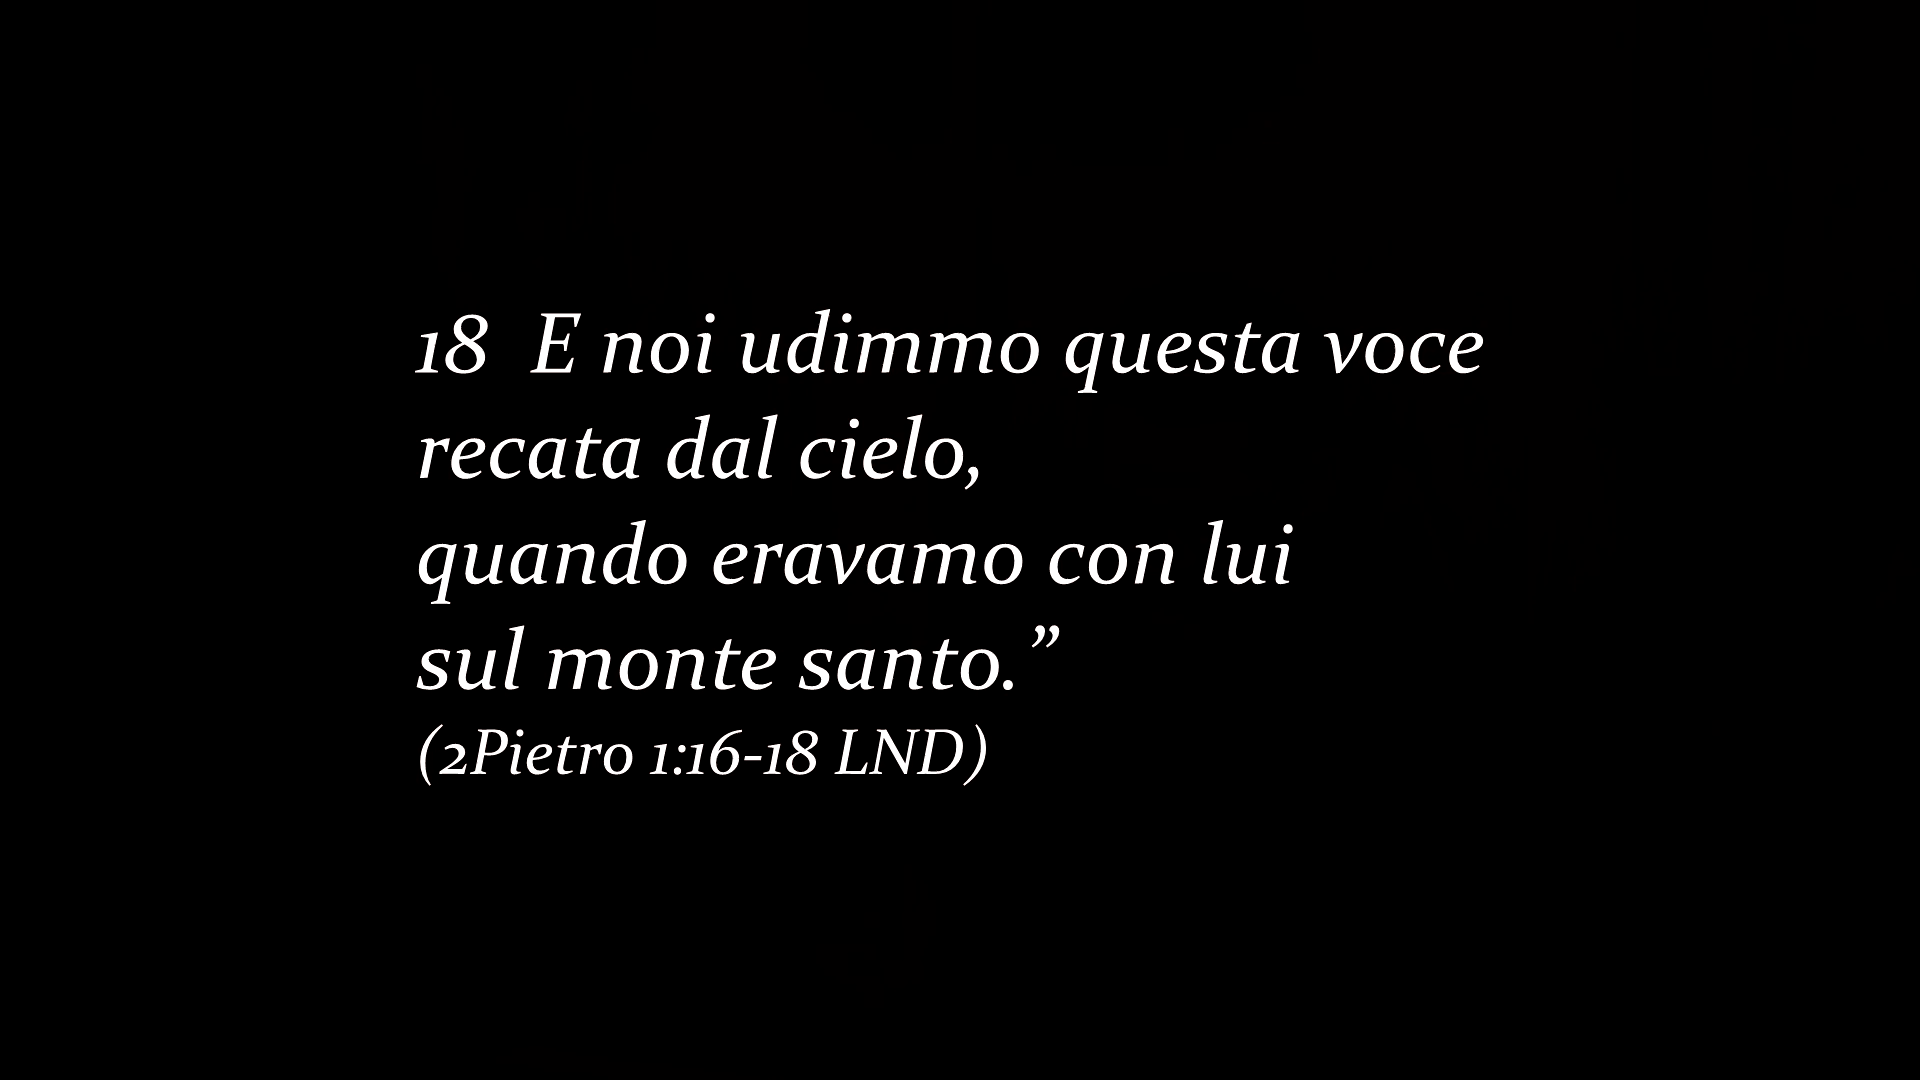 18  E noi udimmo questa voce
recata dal cielo,
quando eravamo con lui
sul monte santo.”
(2Pietro 1:16-18 LND)